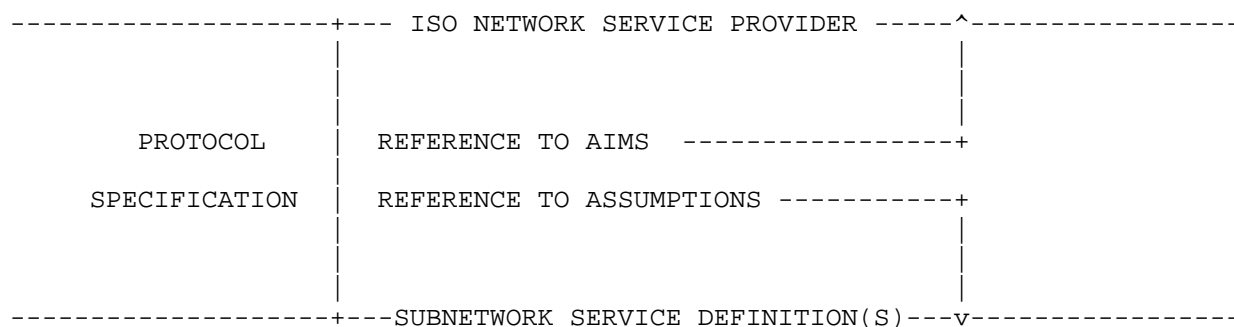 ISO NETWORK SERVICE PROVIDER
PROTOCOL REFERENCE TO AIMS
SPECIFICATION REFERENCE TO ASSUMPTIONS
SUBNETWORK SERVICE DEFINITION(S)